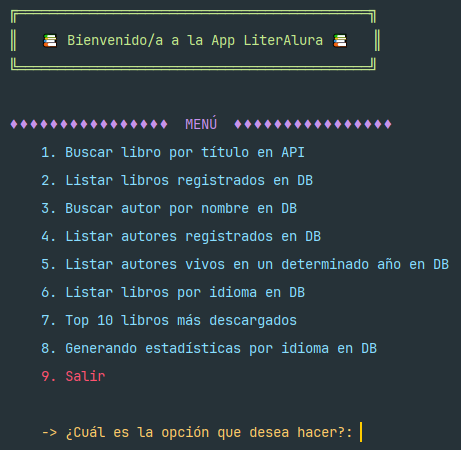 Bienvenido/a a la App LiterAlura
MENÚ
1. Buscar libro por título en API
2. Listar libros registrados en DB
3. Buscar autor por nombre en DB
4. Listar autores registrados en DB
5. Listar autores vivos en un determinado año en DB
6. Listar libros por idioma en DB
7. Top 10 libros más descargados
8. Generando estadísticas por idioma en DB
9. Salir
-> ¿Cuál es la opción que desea hacer?: